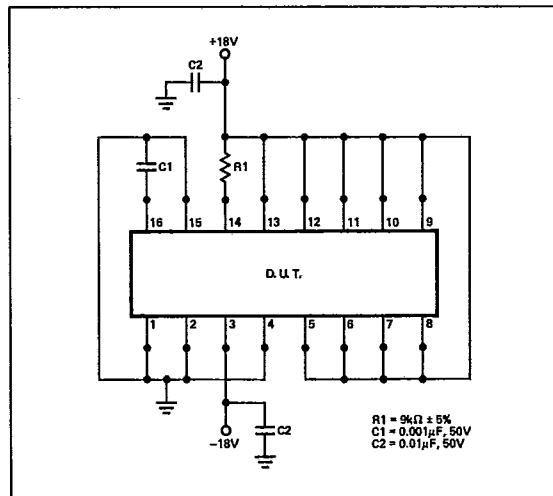 +18V
C2
C1
R1
16 15 14 13 12 11 10 9
D.U.T.
1 2 3 4 5 6 7 8
C2
−18V
R1 = 9kΩ ± 5%
C1 = 0.001µF, 50V
C2 = 0.01µF, 50V